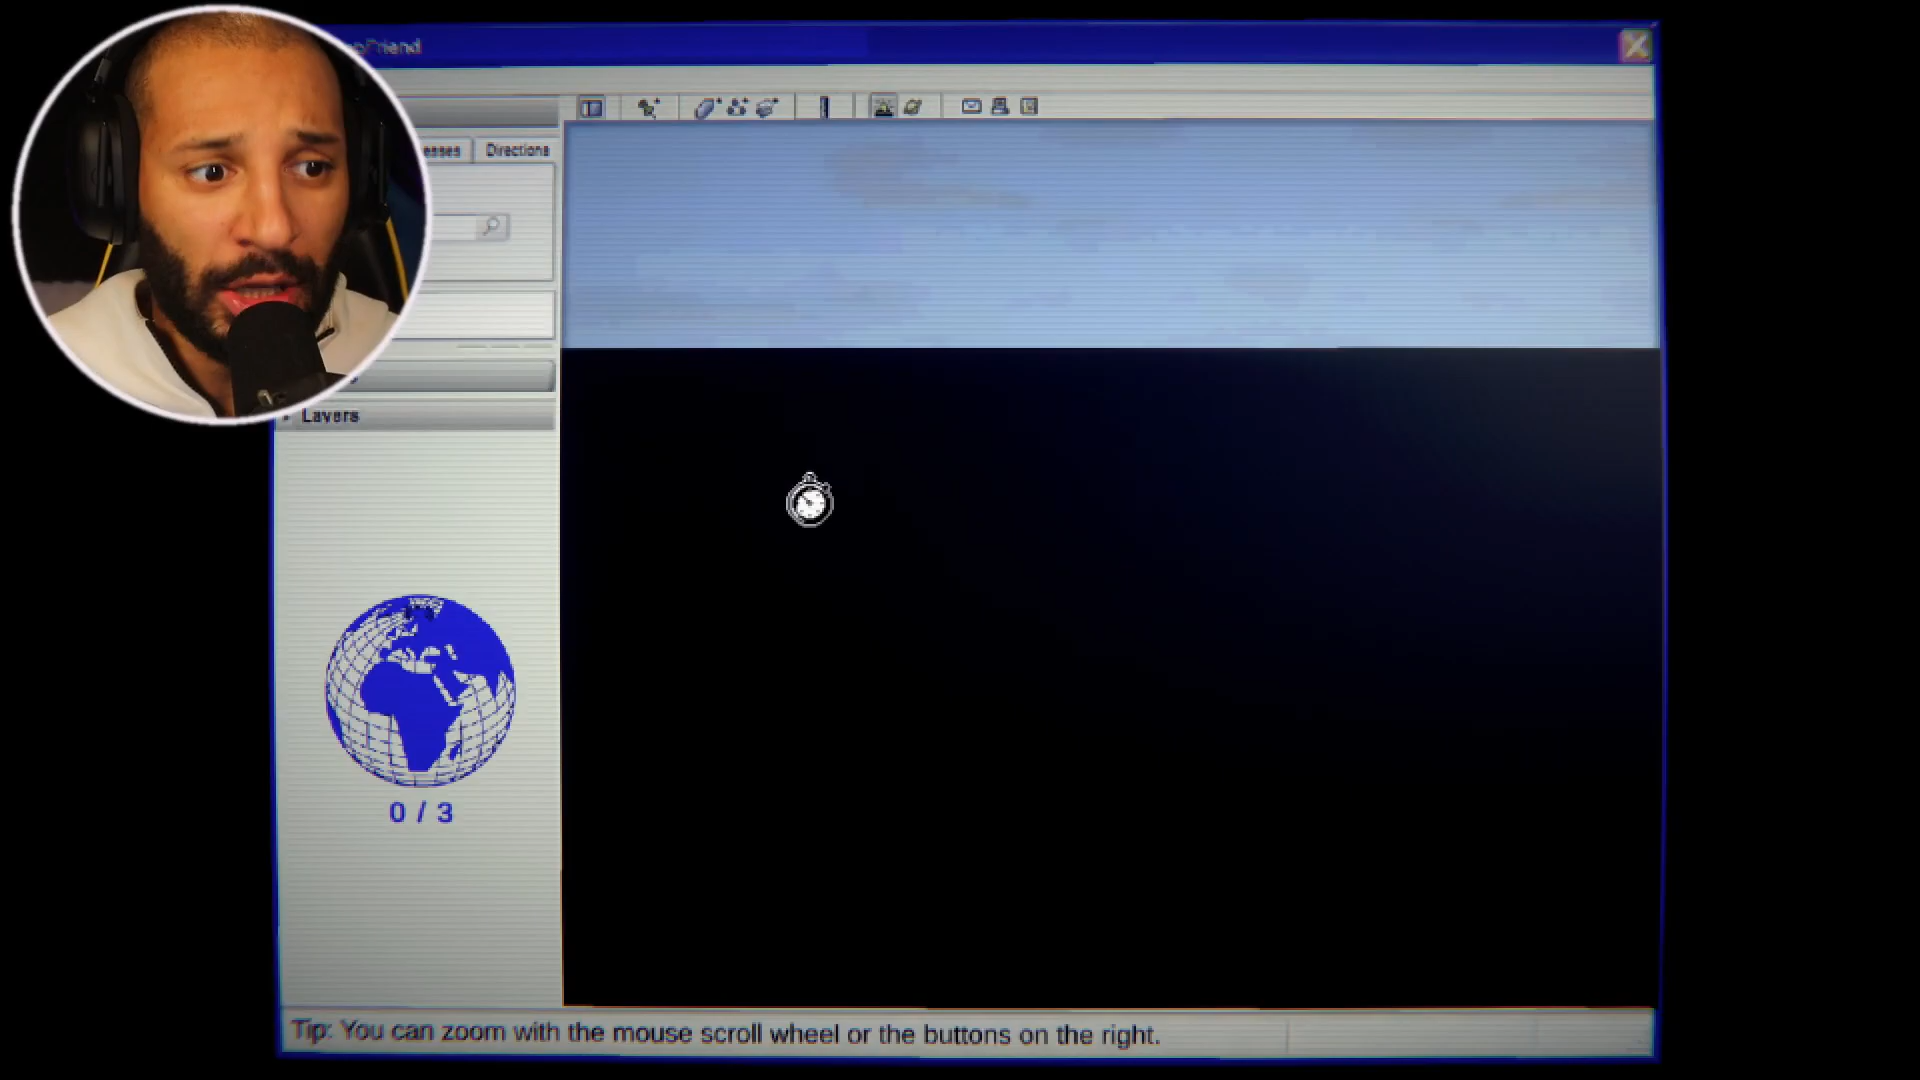 Directions
Layers
0 / 3
Tip: You can zoom with the mouse scroll wheel or the buttons on the right.